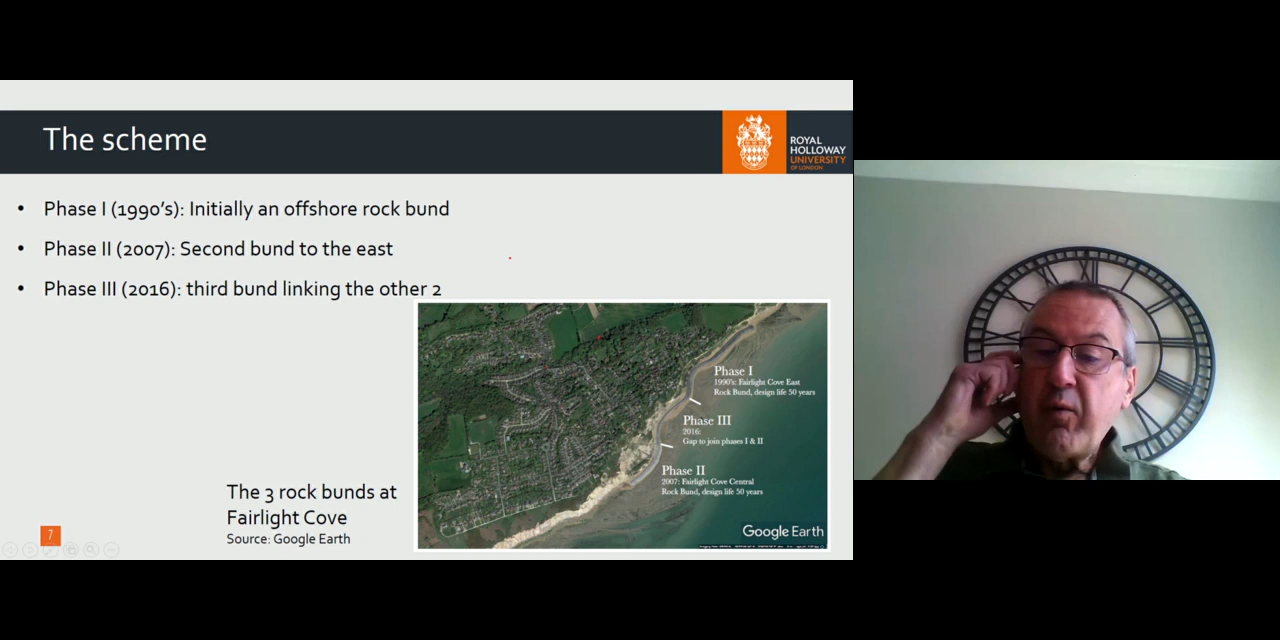 The scheme
ROYAL
HOLLOWAY
UNIVERSITY
OF LONDON
• Phase I (1990's): Initially an offshore rock bund
• Phase II (2007): Second bund to the east
• Phase III (2016): third bund linking the other 2
Phase I
1990's: Fairlight Cove East
Rock Bund, design life 50 years
Phase III
2016:
Gap to join phases I & II
Phase II
2007: Fairlight Cove Central
Rock Bund, design life 50 years
Google Earth
The 3 rock bunds at
Fairlight Cove
Source: Google Earth
7